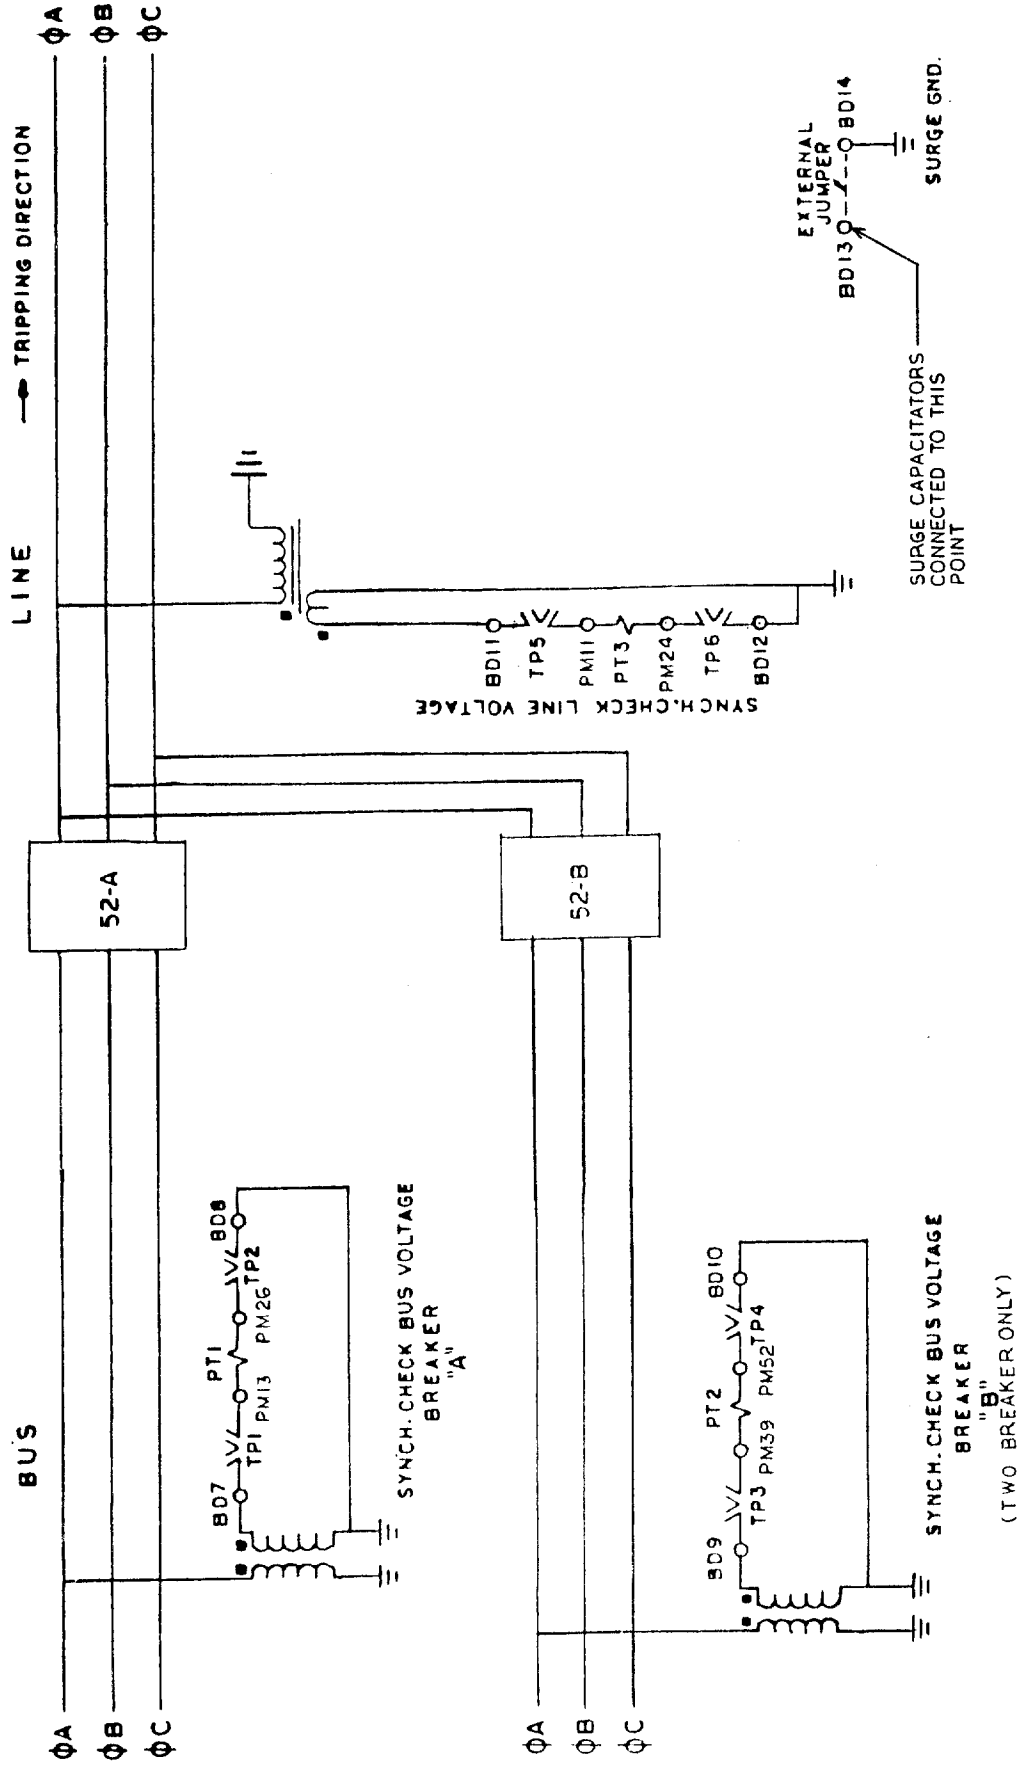 BUS
LINE
TRIPPING DIRECTION
ΦA
ΦB
ΦC
ΦA
ΦB
ΦC
52-A
BD7
TP1
PM13
PT1
PM26
TP2
BD8
SYNCH. CHECK BUS VOLTAGE
BREAKER
"A"
SYNCH. CHECK LINE VOLTAGE
BD11
TP5
PM11
PT3
PM24
TP6
BD12
ΦA
ΦB
ΦC
52-B
BD9
TP3
PM39
PT2
PM52
TP4
BD10
SYNCH. CHECK BUS VOLTAGE
BREAKER
"B"
(TWO BREAKER ONLY)
EXTERNAL
JUMPER
BD13
BD14
SURGE GND.
SURGE CAPACITATORS
CONNECTED TO THIS
POINT